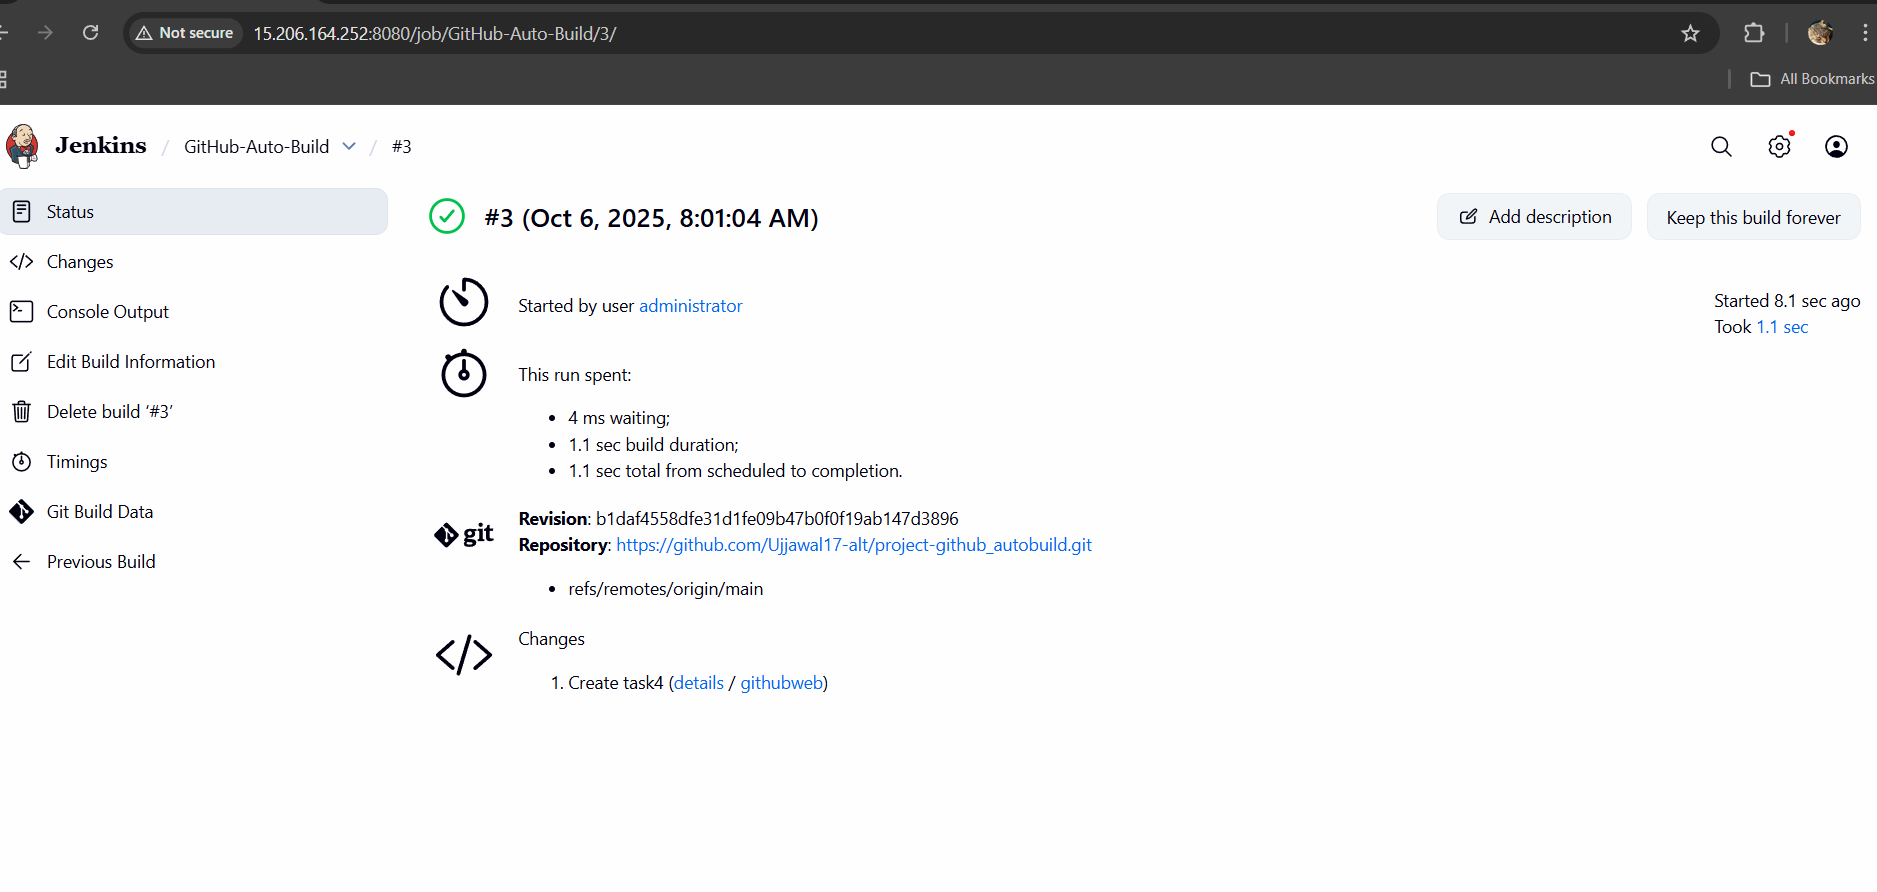 Not secure
15.206.164.252:8080/job/GitHub-Auto-Build/3/
All Bookmarks
Jenkins / GitHub-Auto-Build / #3
Status
Changes
Console Output
Edit Build Information
Delete build ‘#3’
Timings
Git Build Data
Previous Build
#3 (Oct 6, 2025, 8:01:04 AM)
Add description
Keep this build forever
Started by user administrator
Started 8.1 sec ago
Took 1.1 sec
This run spent:
• 4 ms waiting;
• 1.1 sec build duration;
• 1.1 sec total from scheduled to completion.
git
Revision: b1daf4558dfe31d1fe09b47b0f0f19ab147d3896
Repository: https://github.com/Ujjawal17-alt/project-github_autobuild.git
• refs/remotes/origin/main
Changes
1. Create task4 (details / githubweb)